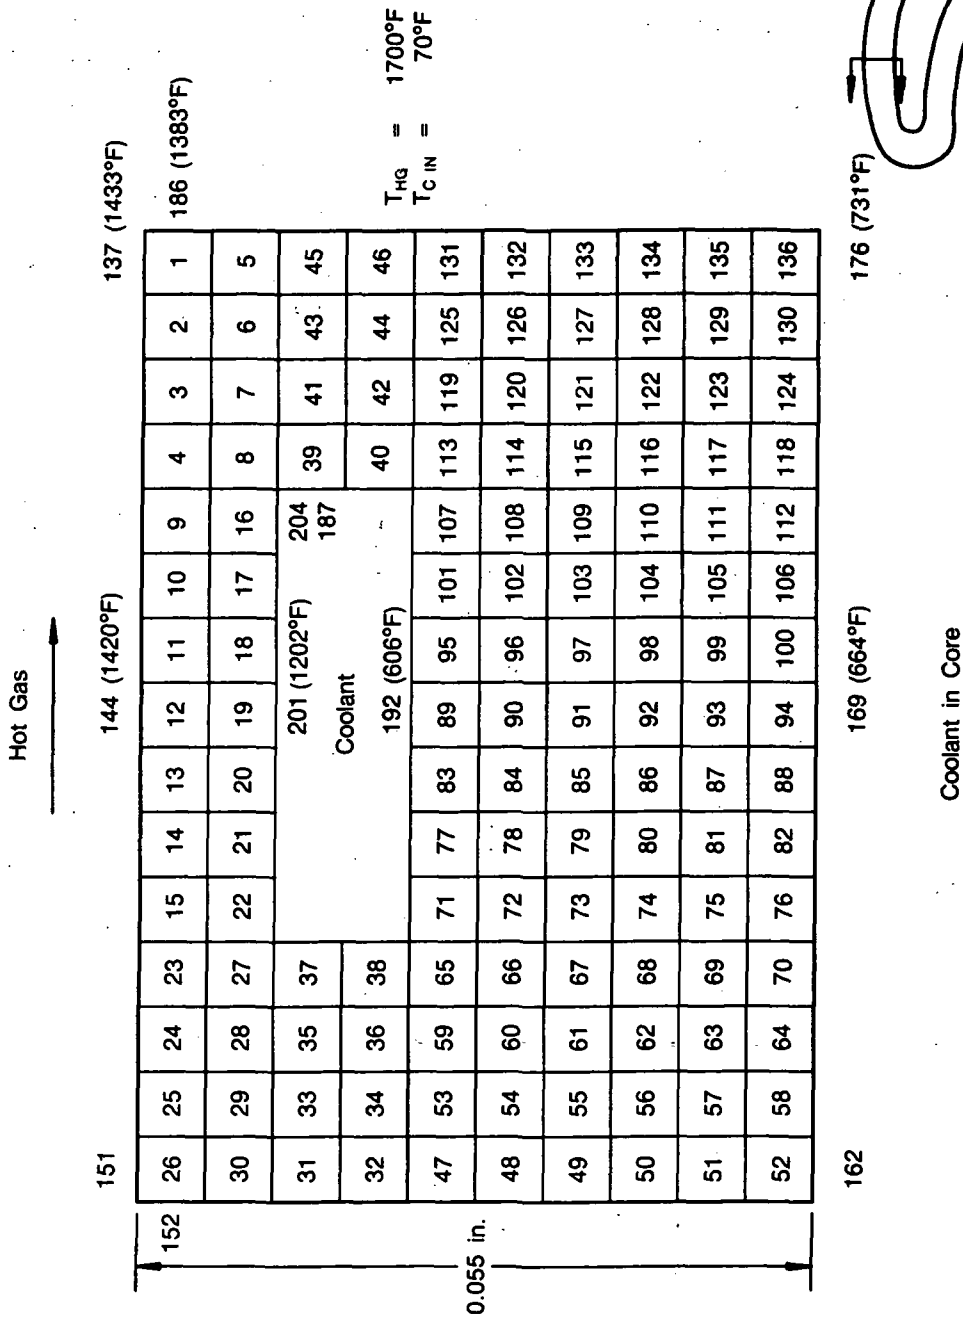 Hot Gas
151
144 (1420°F)
137 (1433°F)
152
186 (1383°F)
26 25 24 23 15 14 13 12 11 10 9 4 3 2 1
30 29 28 27 22 21 20 19 18 17 16 8 7 6 5
31 33 35 37 201 (1202°F) 204 39 41 43 45
187
Coolant
32 34 36 38 192 (606°F) 40 42 44 46
47 53 59 65 71 77 83 89 95 101 107 113 119 125 131
48 54 60 66 72 78 84 90 96 102 108 114 120 126 132
49 55 61 67 73 79 85 91 97 103 109 115 121 127 133
50 56 62 68 74 80 86 92 98 104 110 116 122 128 134
51 57 63 69 75 81 87 93 99 105 111 117 123 129 135
52 58 64 70 76 82 88 94 100 106 112 118 124 130 136
0.055 in.
T HG = 1700°F
T C IN = 70°F
162
169 (664°F)
176 (731°F)
Coolant in Core